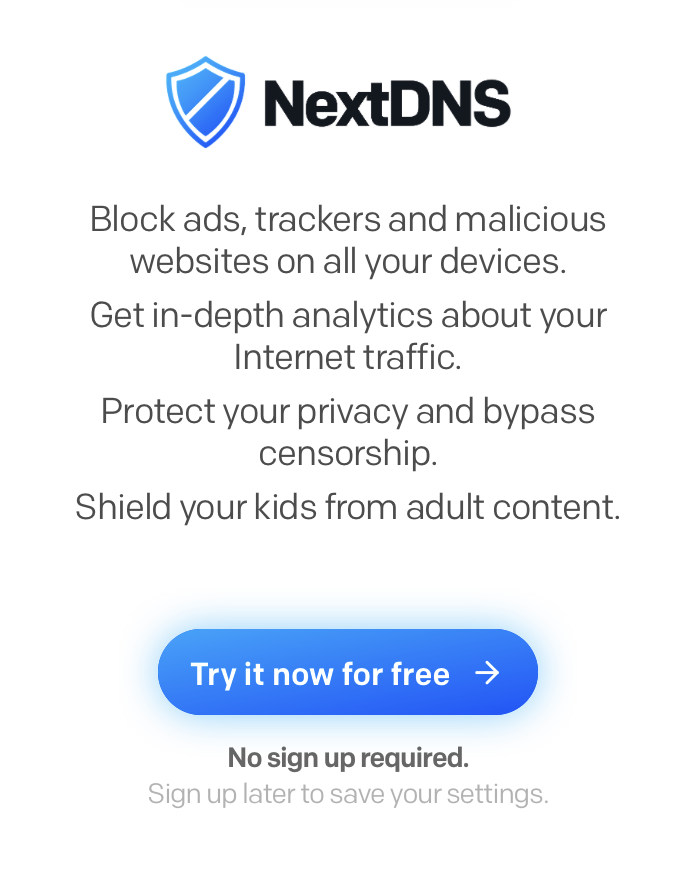 NextDNS
Block ads, trackers and malicious
websites on all your devices.
Get in-depth analytics about your
Internet traffic.
Protect your privacy and bypass
censorship.
Shield your kids from adult content.
Try it now for free →
No sign up required.
Sign up later to save your settings.